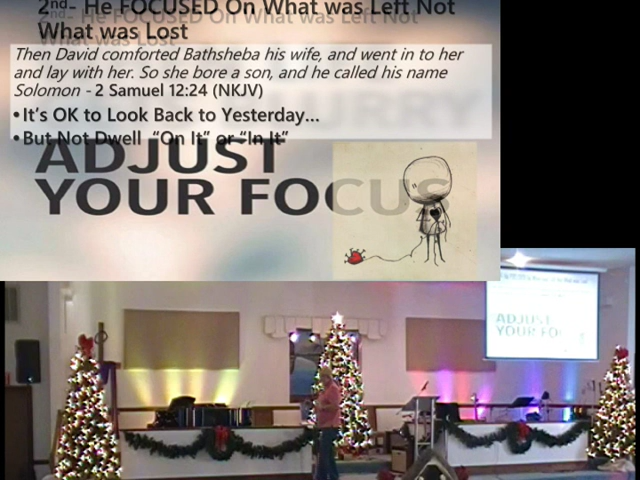 2nd- He FOCUSED On What was Left Not
What was Lost
Then David comforted Bathsheba his wife, and went in to her
and lay with her. So she bore a son, and he called his name
Solomon - 2 Samuel 12:24 (NKJV)
•It's OK to Look Back to Yesterday...
•But Not Dwell "On It" or "In It"
ADJUST
YOUR FOCUS
ADJUST
YOUR FO